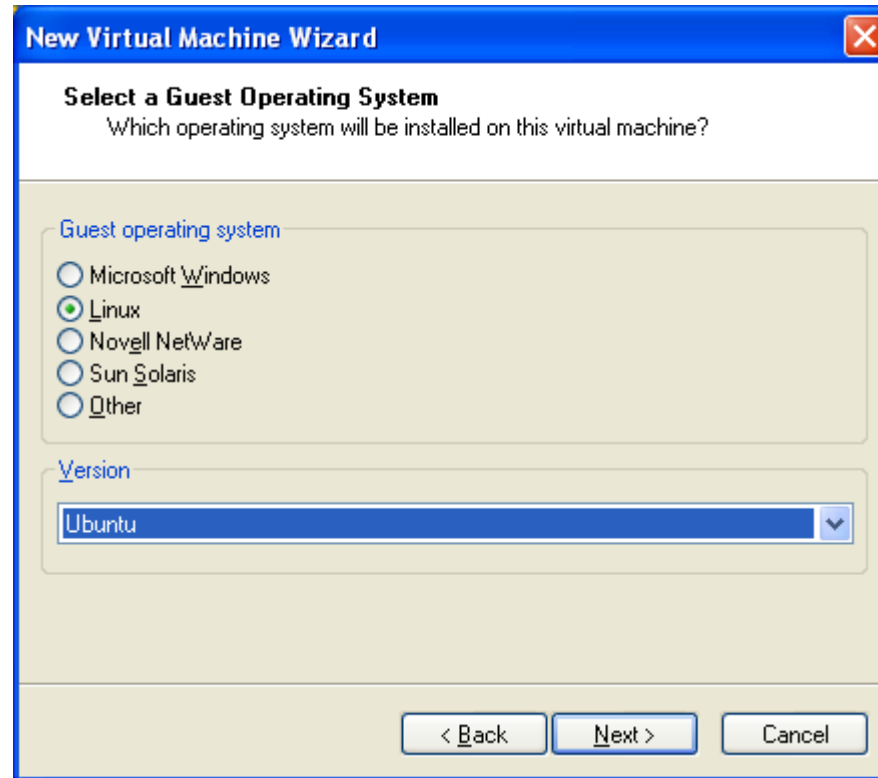 New Virtual Machine Wizard
Select a Guest Operating System
Which operating system will be installed on this virtual machine?
Guest operating system
Microsoft Windows
Linux
Novell NetWare
Sun Solaris
Other
Version
Ubuntu
< Back Next > Cancel